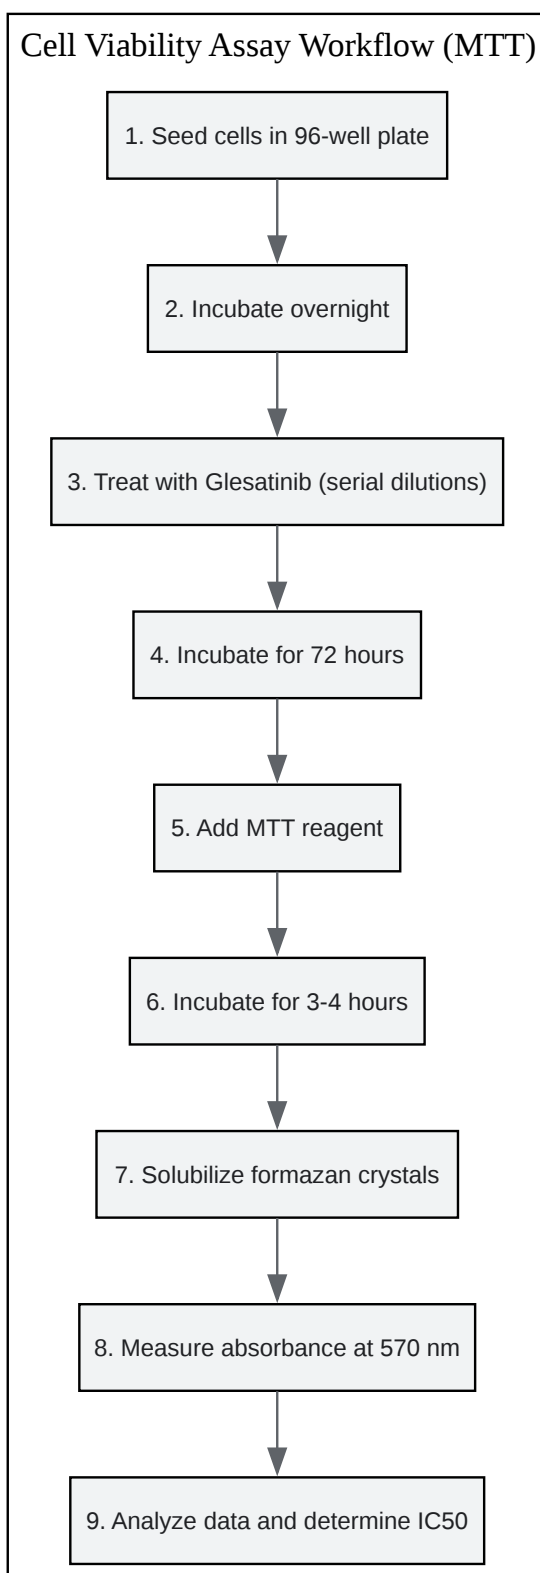 Cell Viability Assay Workflow (MTT)
1. Seed cells in 96-well plate
2. Incubate overnight
3. Treat with Glesatinib (serial dilutions)
4. Incubate for 72 hours
5. Add MTT reagent
6. Incubate for 3-4 hours
7. Solubilize formazan crystals
8. Measure absorbance at 570 nm
9. Analyze data and determine IC50